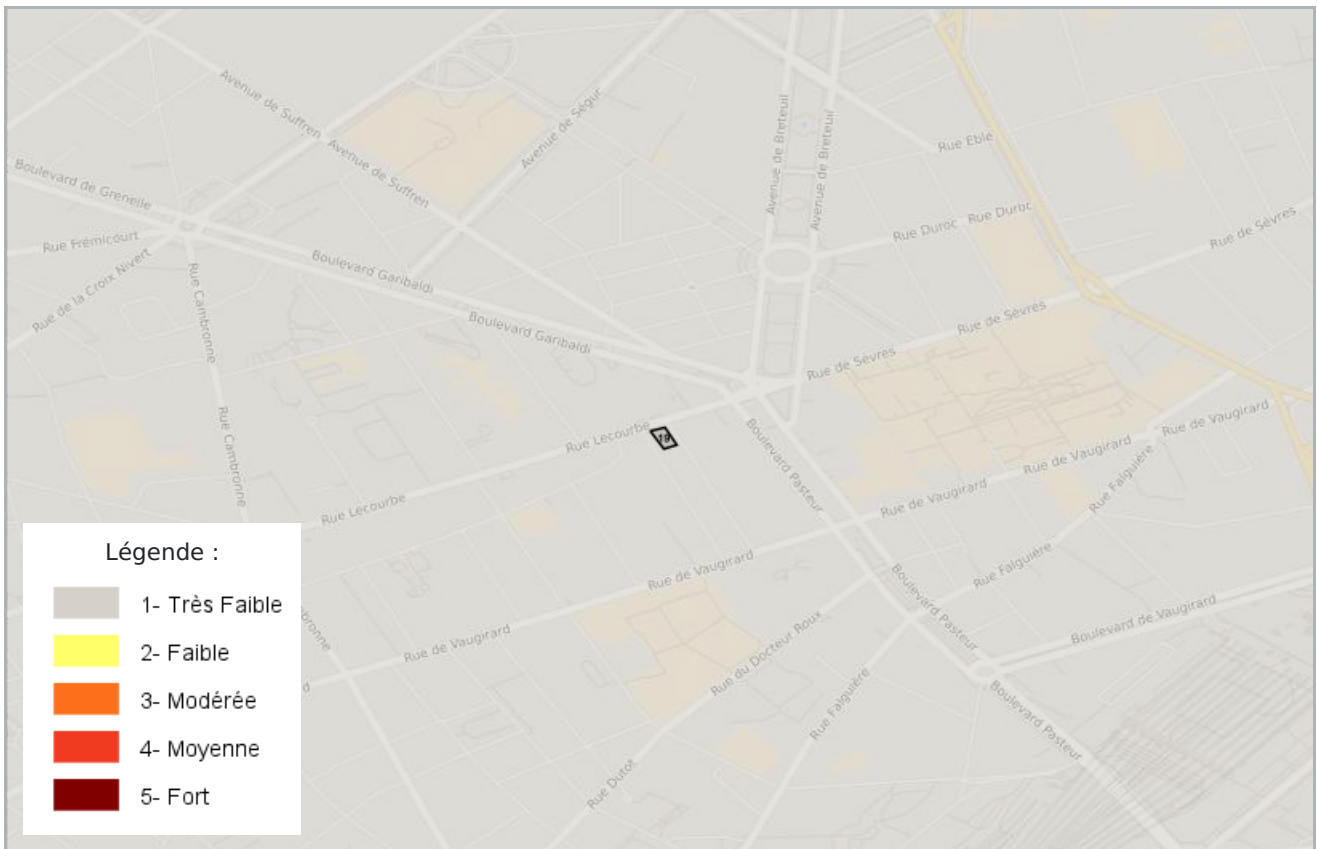 Avenue de Suffren
Avenue de Suffren
Avenue de Ségur
Avenue de Breteuil
Avenue de Breteuil
Rue Eblé
Boulevard de Grenelle
Rue Duroc
Rue Duroc
Rue de Sèvres
Rue Frémicourt
Rue de la Croix Nivert
Rue Cambronne
Boulevard Garibaldi
Boulevard Garibaldi
Rue de Sèvres
Rue de Sèvres
Rue Lecourbe
19
Rue Cambronne
Boulevard Pasteur
Rue de Vaugirard
Rue de Vaugirard
Rue de Vaugirard
Rue Falguière
Rue Lecourbe
Légende :
1- Très Faible
2- Faible
3- Modérée
4- Moyenne
5- Fort
mbronne
Rue de Vaugirard
Rue de Vaugirard
d
Rue Falguière
Boulevard Pasteur
Boulevard de Vaugirard
Rue du Docteur Roux
Rue Falguière
Boulevard Pasteur
Rue Dutot